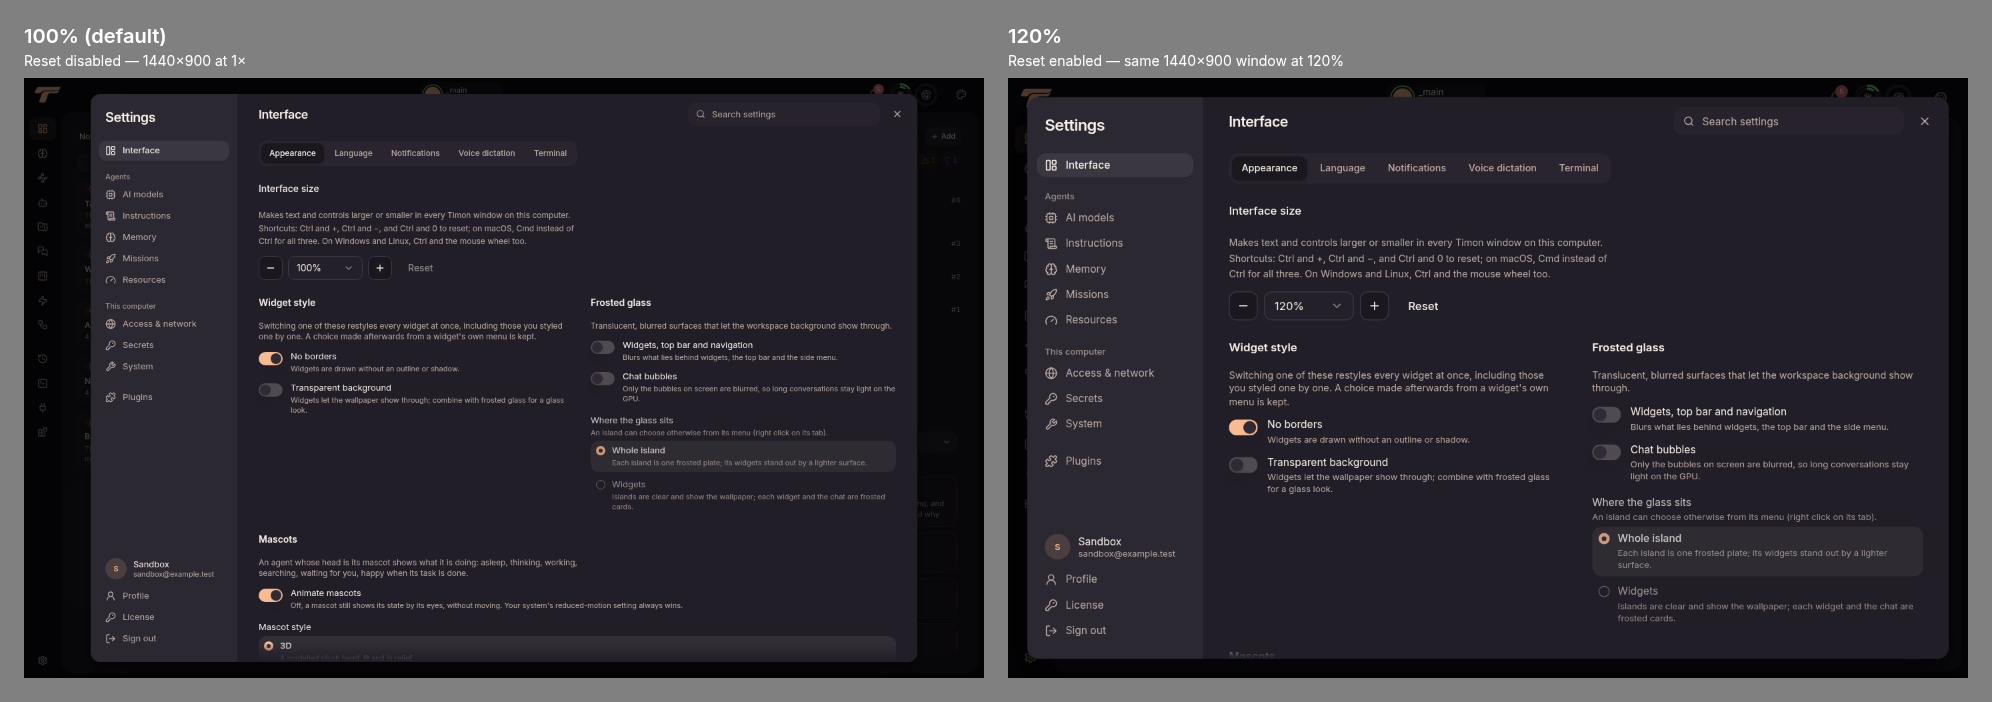 100% (default)
Reset disabled — 1440×900 at 1×
_main
Settings
Interface
Agents
AI models
Instructions
Memory
Missions
Resources
This computer
Access & network
Secrets
System
Plugins
S
Sandbox
sandbox@example.test
Profile
License
Sign out
Interface
Search settings
Appearance
Language
Notifications
Voice dictation
Terminal
Interface size
Makes text and controls larger or smaller in every Timon window on this computer.
Shortcuts: Ctrl and +, Ctrl and −, and Ctrl and 0 to reset; on macOS, Cmd instead of
Ctrl for all three. On Windows and Linux, Ctrl and the mouse wheel too.
100%
Reset
Widget style
Switching one of these restyles every widget at once, including those you styled
one by one. A choice made afterwards from a widget's own menu is kept.
No borders
Widgets are drawn without an outline or shadow.
Transparent background
Widgets let the wallpaper show through; combine with frosted glass for a glass
look.
Frosted glass
Translucent, blurred surfaces that let the workspace background show through.
Widgets, top bar and navigation
Blurs what lies behind widgets, the top bar and the side menu.
Chat bubbles
Only the bubbles on screen are blurred, so long conversations stay light on the
GPU.
Where the glass sits
An island can choose otherwise from its menu (right click on its tab).
Whole island
Each island is one frosted plate; its widgets stand out by a lighter surface.
Widgets
Islands are clear and show the wallpaper; each widget and the chat are frosted
cards.
Mascots
An agent whose head is its mascot shows what it is doing: asleep, thinking, working,
searching, waiting for you, happy when its task is done.
Animate mascots
Off, a mascot still shows its state by its eyes, without moving. Your system's reduced-motion setting always wins.
Mascot style
3D
+ Add
#4
#3
#2
#1
120%
Reset enabled — same 1440×900 window at 120%
_main
Settings
Interface
Agents
AI models
Instructions
Memory
Missions
Resources
This computer
Access & network
Secrets
System
Plugins
S
Sandbox
sandbox@example.test
Profile
License
Sign out
Interface
Search settings
Appearance
Language
Notifications
Voice dictation
Terminal
Interface size
Makes text and controls larger or smaller in every Timon window on this computer.
Shortcuts: Ctrl and +, Ctrl and −, and Ctrl and 0 to reset; on macOS, Cmd instead of
Ctrl for all three. On Windows and Linux, Ctrl and the mouse wheel too.
120%
Reset
Widget style
Switching one of these restyles every widget at once, including those
you styled one by one. A choice made afterwards from a widget's own
menu is kept.
No borders
Widgets are drawn without an outline or shadow.
Transparent background
Widgets let the wallpaper show through; combine with frosted glass
for a glass look.
Frosted glass
Translucent, blurred surfaces that let the workspace background show
through.
Widgets, top bar and navigation
Blurs what lies behind widgets, the top bar and the side menu.
Chat bubbles
Only the bubbles on screen are blurred, so long conversations stay
light on the GPU.
Where the glass sits
An island can choose otherwise from its menu (right click on its tab).
Whole island
Each island is one frosted plate; its widgets stand out by a lighter
surface.
Widgets
Islands are clear and show the wallpaper; each widget and the chat are
frosted cards.
Mascots